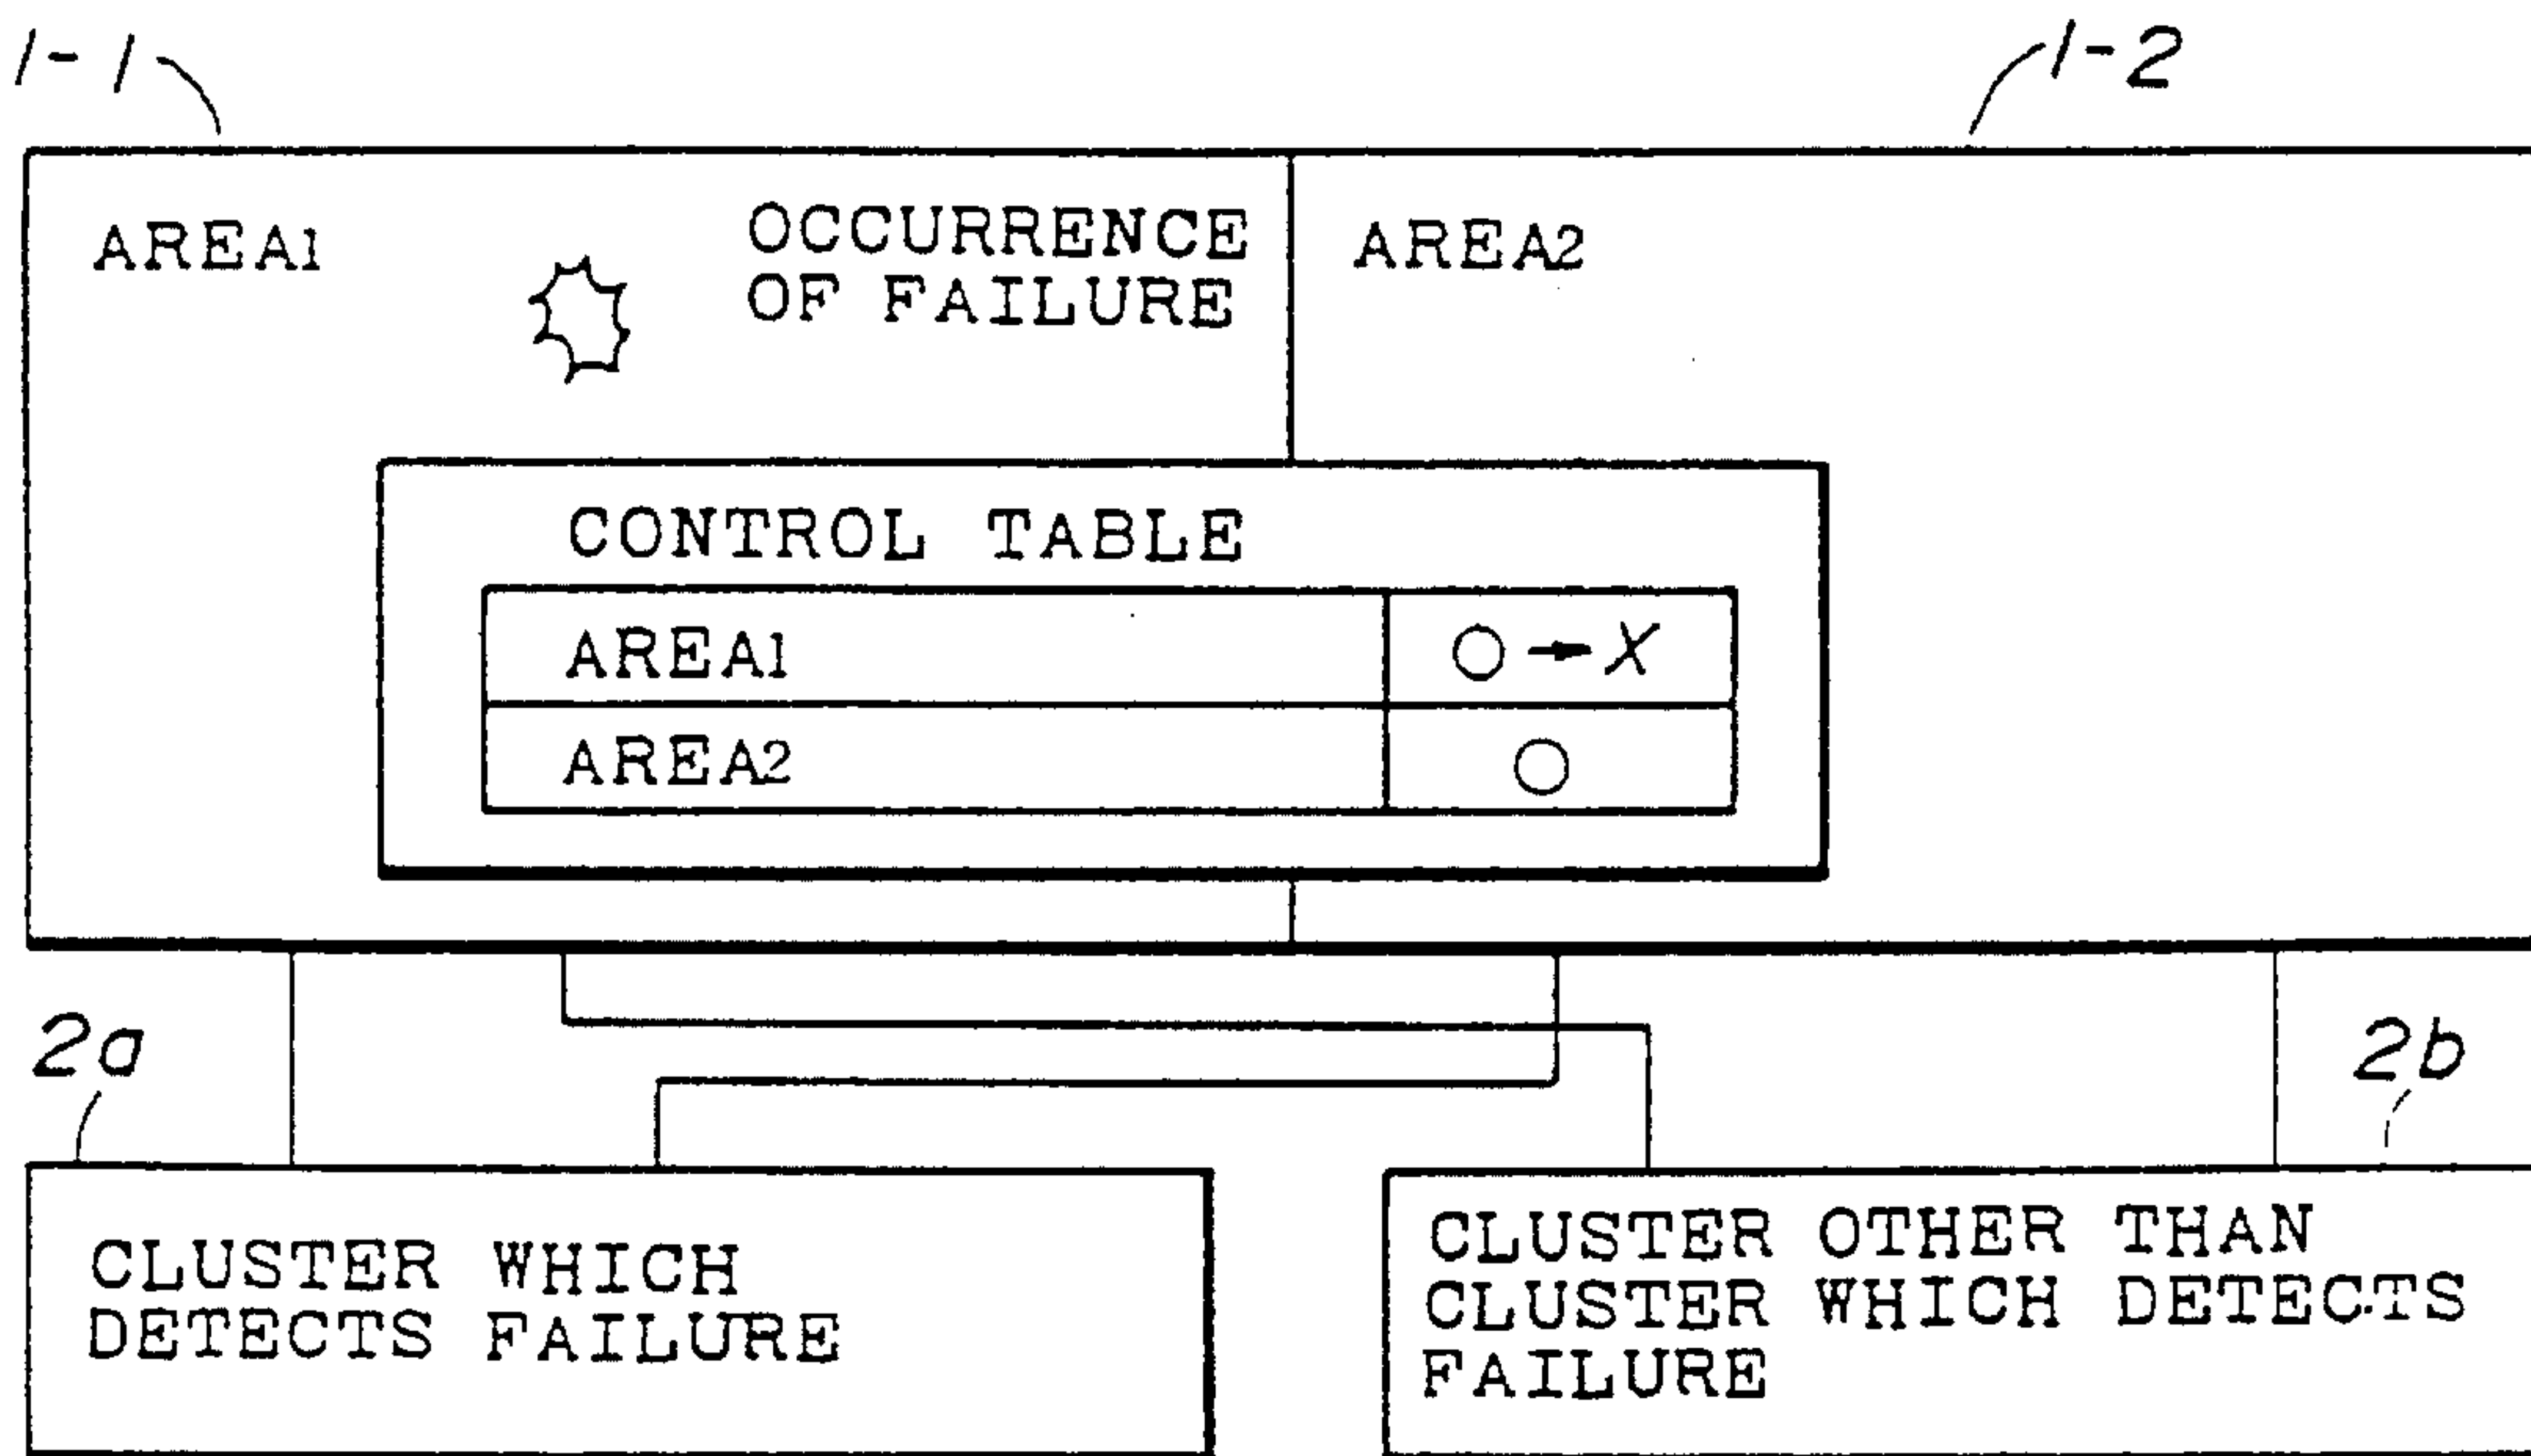 1-1
1-2
AREA1
OCCURRENCE
OF FAILURE
AREA2
CONTROL TABLE
AREA1
○→X
AREA2
○
2a
2b
CLUSTER WHICH
DETECTS FAILURE
CLUSTER OTHER THAN
CLUSTER WHICH DETECTS
FAILURE